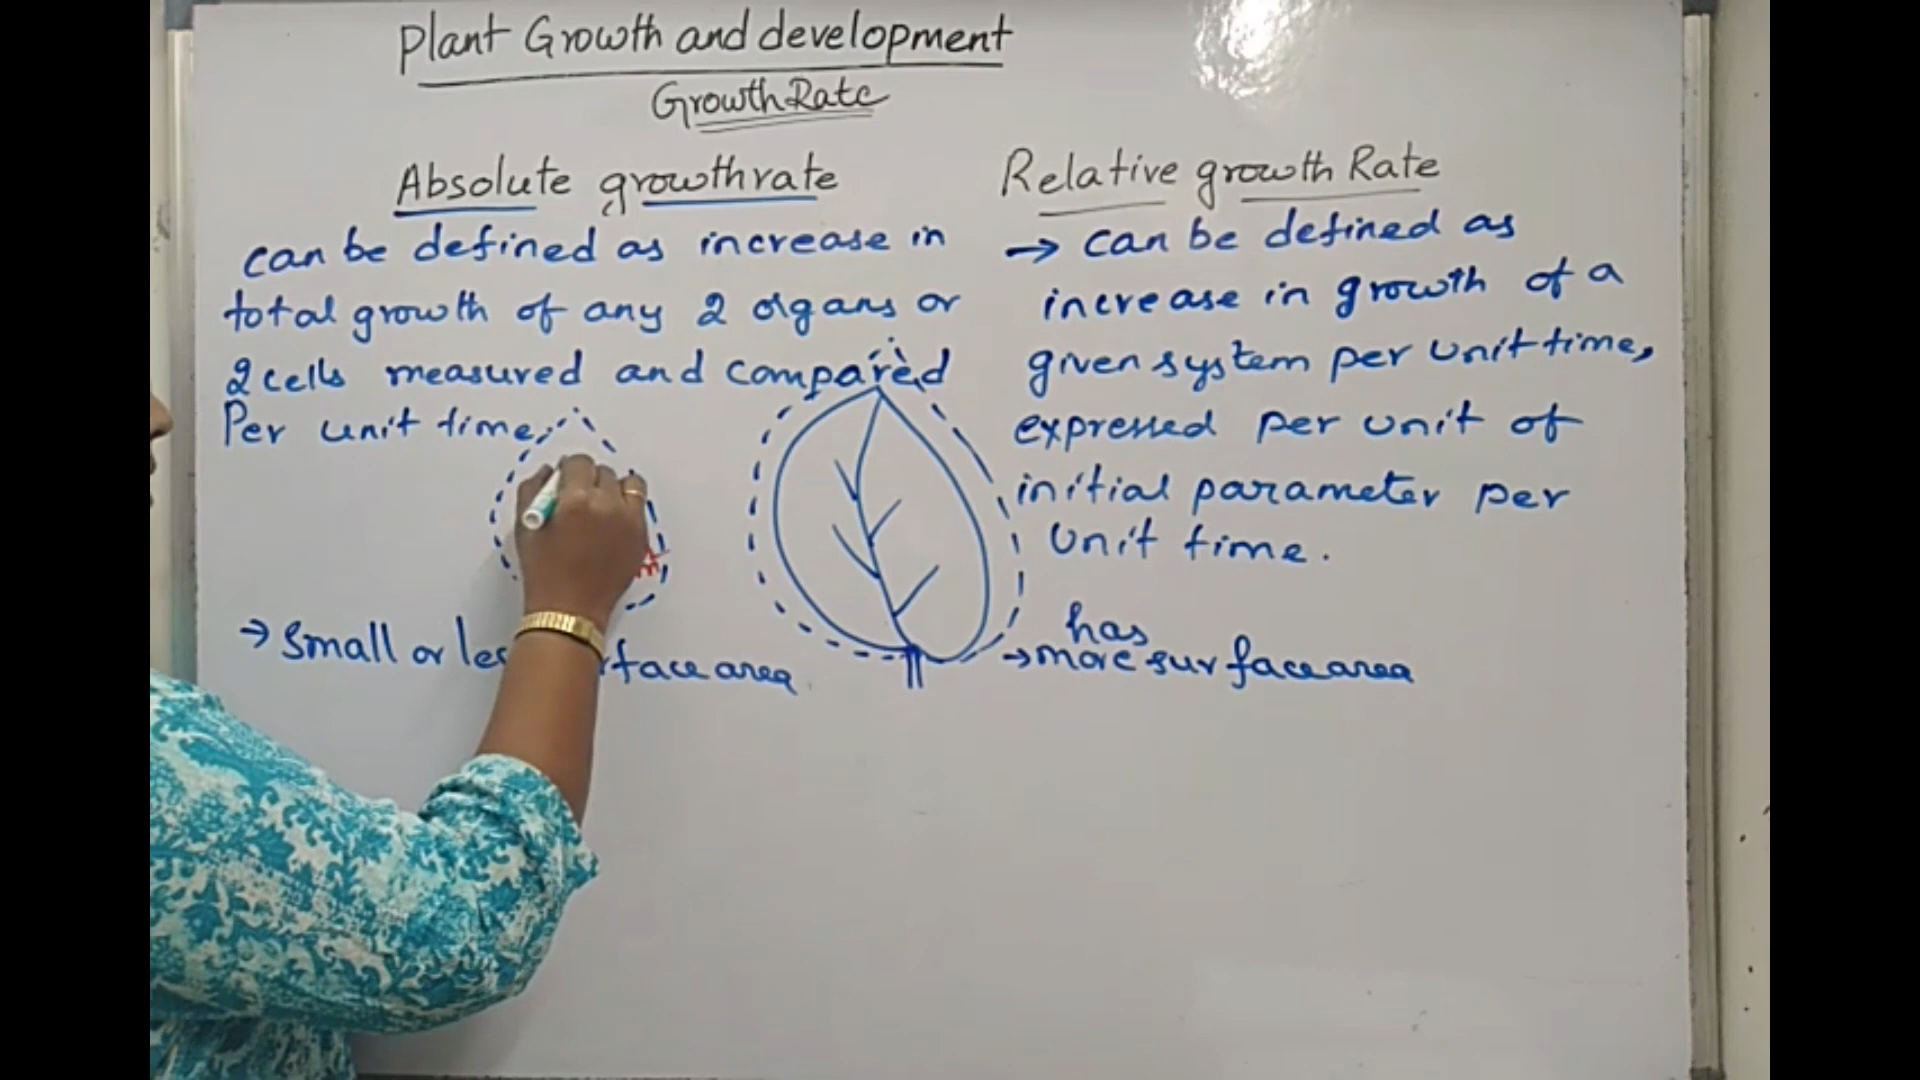 Plant Growth and development
Growth Rate
Absolute growth rate
can be defined as increase in
total growth of any 2 organs or
2 cells measured and compared
Per unit time,
→ small or surface area
Relative growth Rate
→ can be defined as
increase in growth of a
given system per unit time,
expressed per unit of
initial parameter per
unit time.
has
→ more surface area